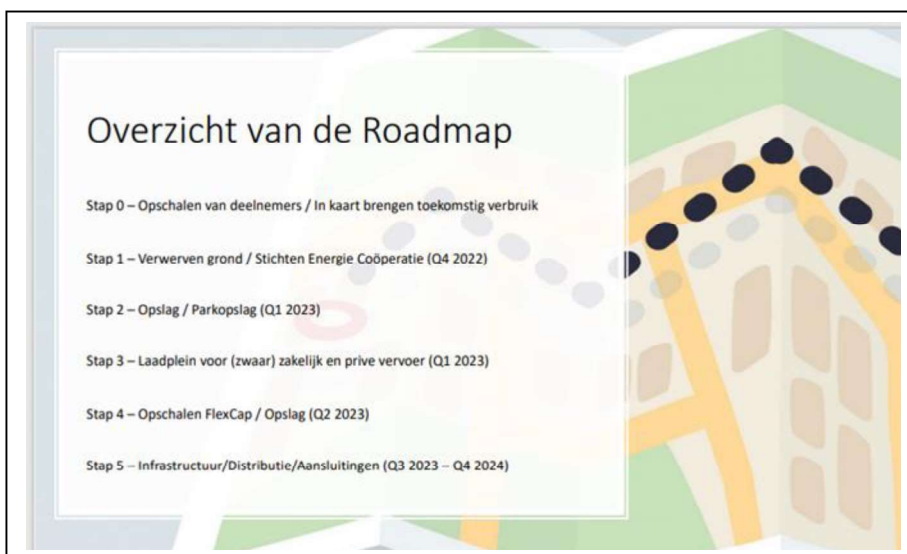 Overzicht van de Roadmap
Stap 0 – Opschalen van deelnemers / In kaart brengen toekomstig verbruik
Stap 1 – Verwerven grond / Stichten Energie Coöperatie (Q4 2022)
Stap 2 – Opslag / Parkopslag (Q1 2023)
Stap 3 – Laadplein voor (zwaar) zakelijk en prive vervoer (Q1 2023)
Stap 4 – Opschalen FlexCap / Opslag (Q2 2023)
Stap 5 – Infrastructuur/Distributie/Aansluitingen (Q3 2023 – Q4 2024)